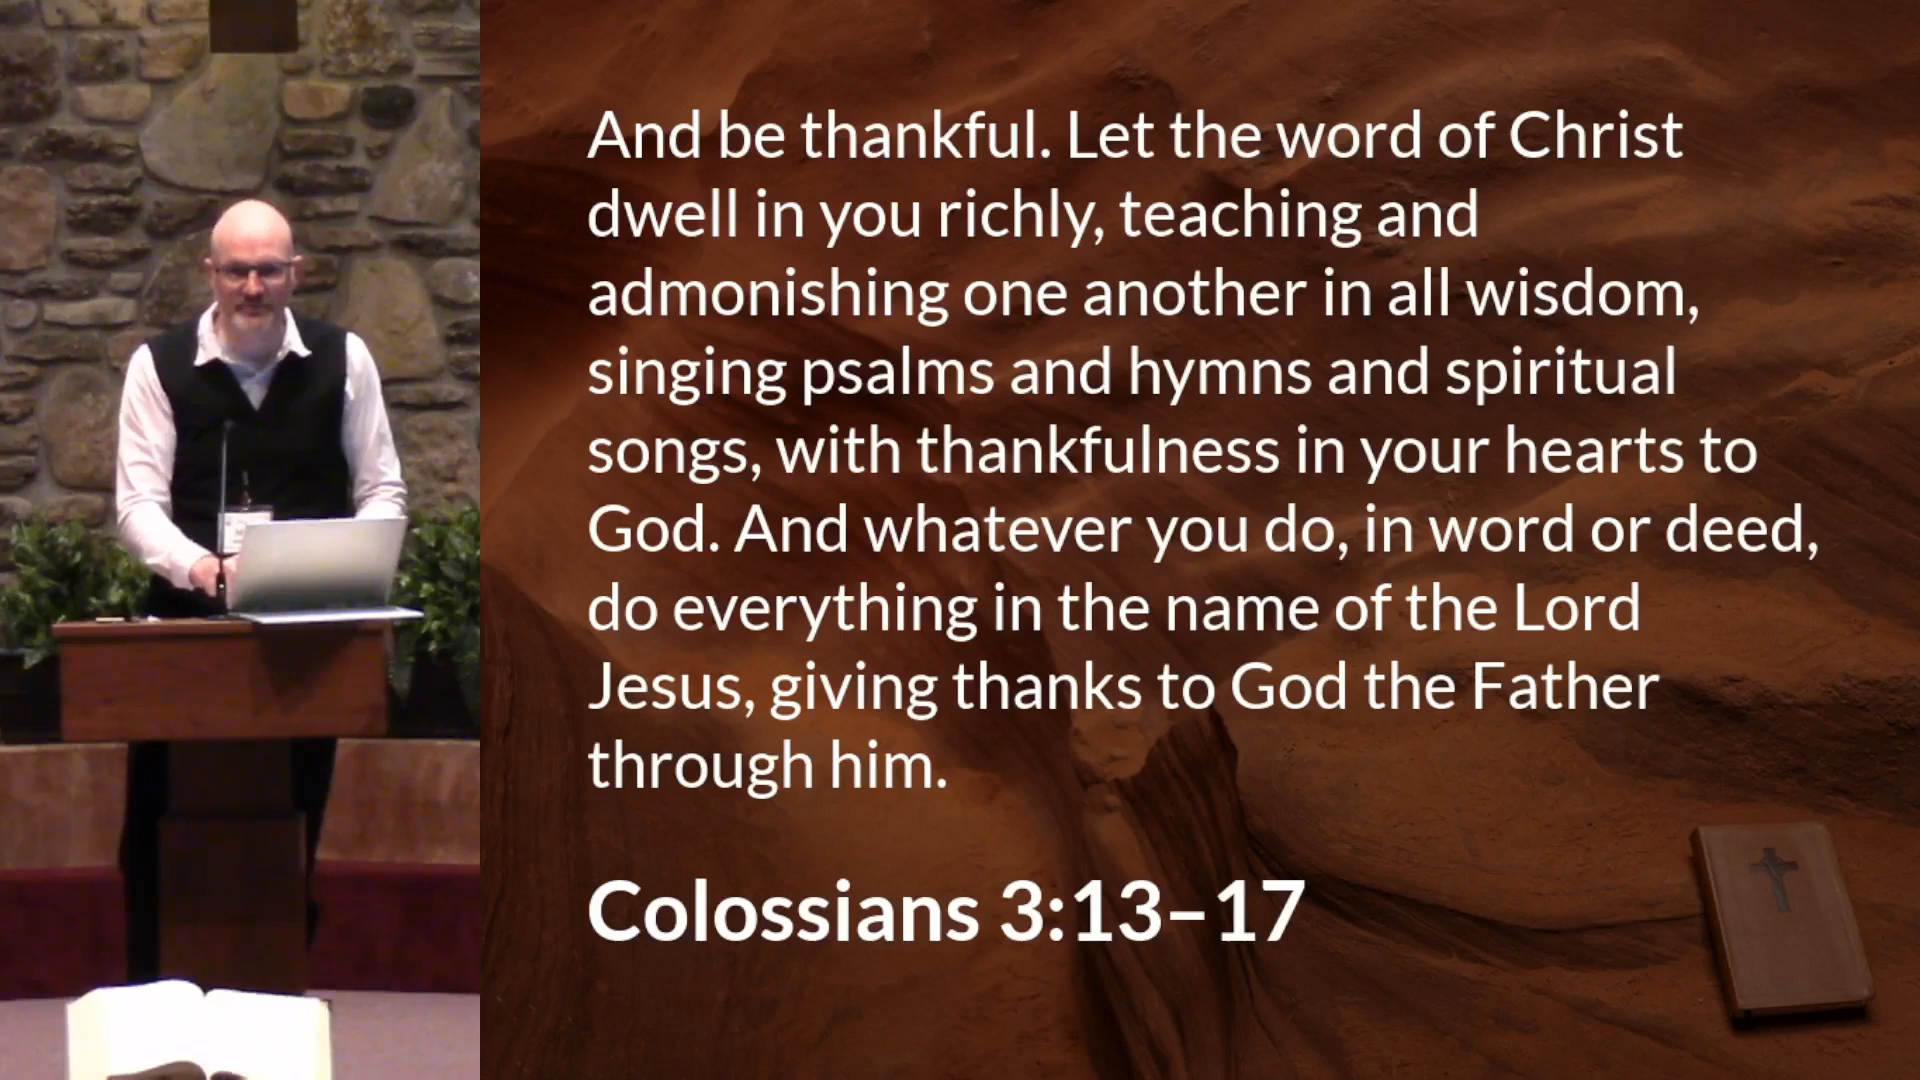 And be thankful. Let the word of Christ
dwell in you richly, teaching and
admonishing one another in all wisdom,
singing psalms and hymns and spiritual
songs, with thankfulness in your hearts to
God. And whatever you do, in word or deed,
do everything in the name of the Lord
Jesus, giving thanks to God the Father
through him.
Colossians 3:13–17